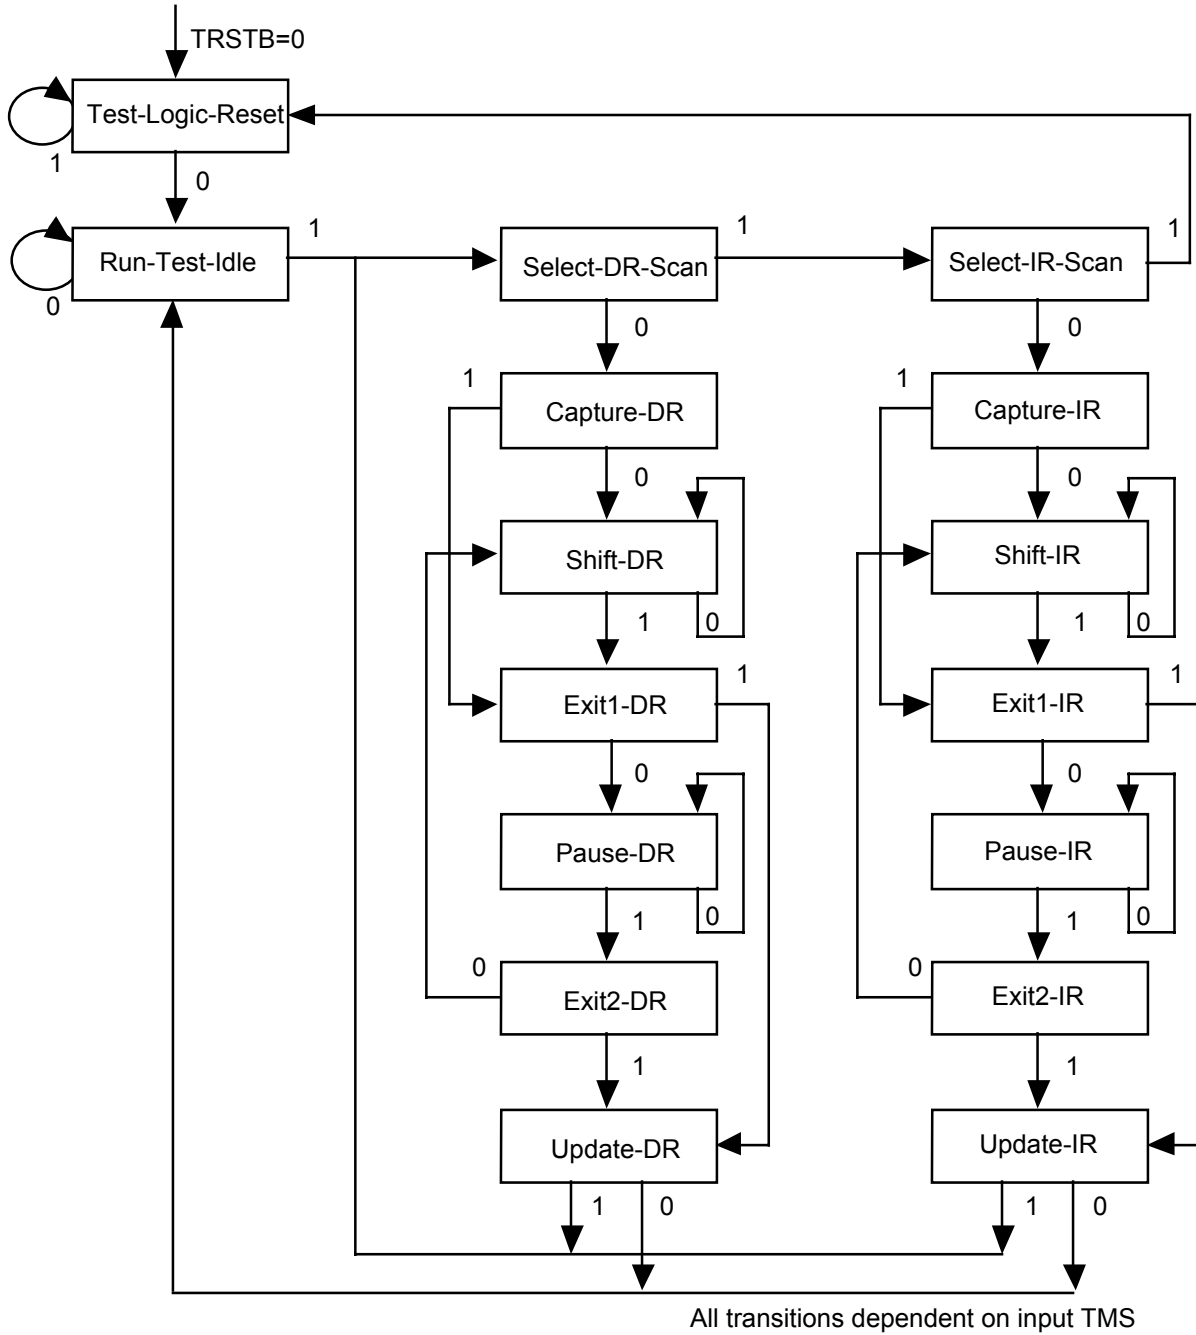 TRSTB=0
Test-Logic-Reset
1
0
1
1
1
Run-Test-Idle
Select-DR-Scan
Select-IR-Scan
0
0
0
1
1
Capture-DR
Capture-IR
0
0
Shift-DR
Shift-IR
1
0
1
0
1
1
Exit1-DR
Exit1-IR
0
0
Pause-DR
Pause-IR
1
0
1
0
0
0
Exit2-DR
Exit2-IR
1
1
Update-DR
Update-IR
1
0
1
0
All transitions dependent on input TMS